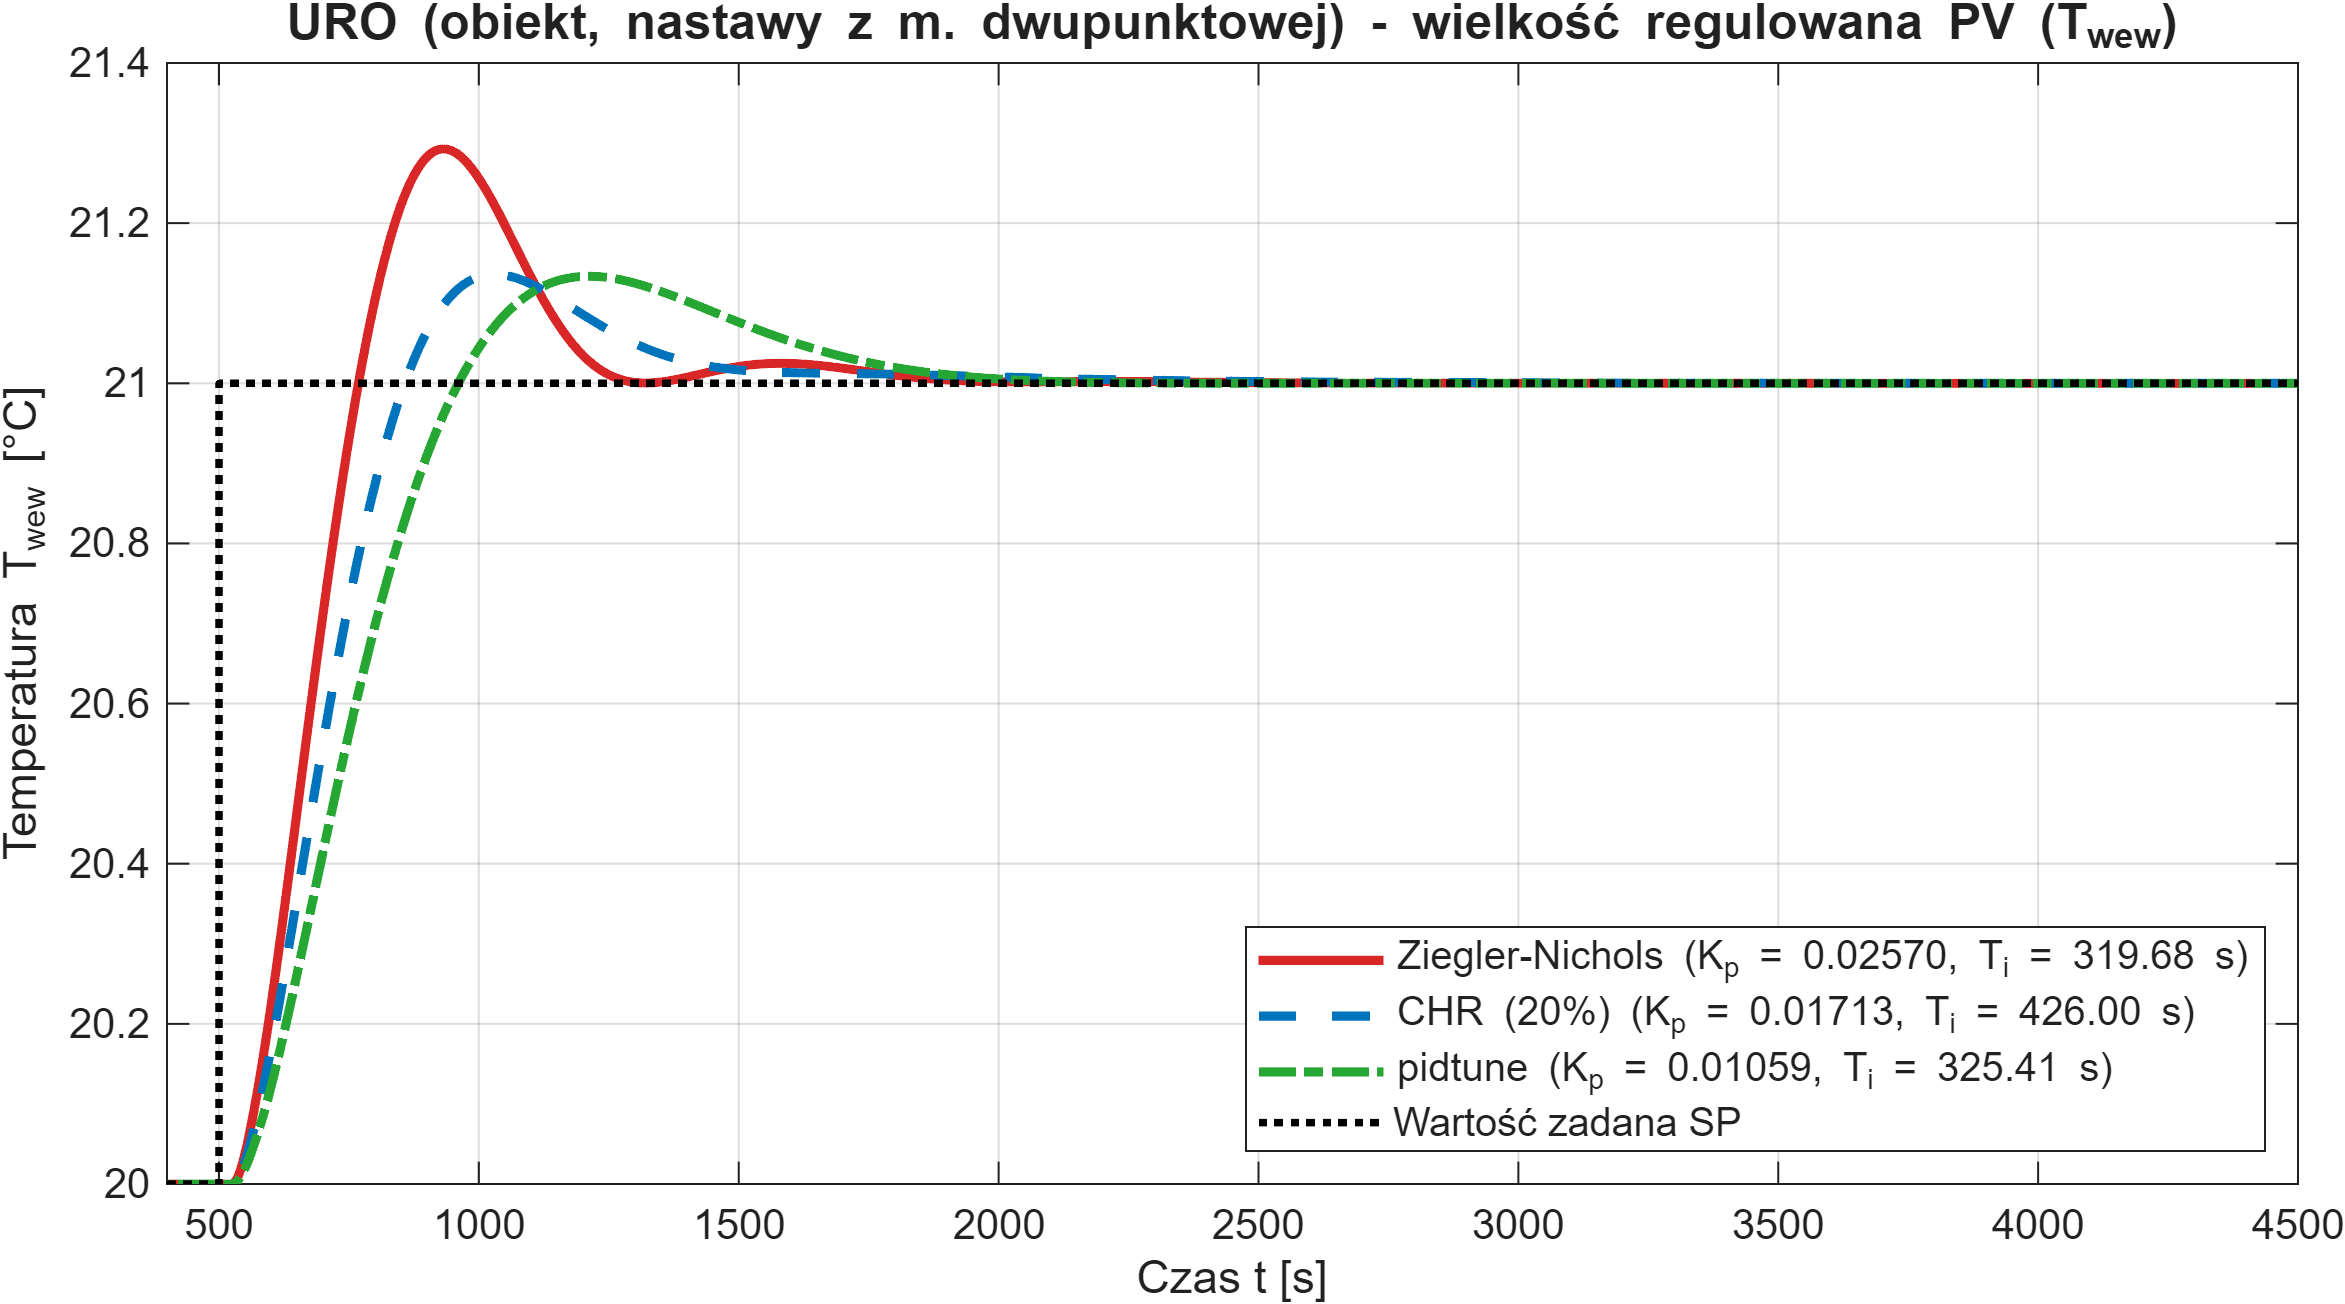 URO (obiekt, nastawy z m. dwupunktowej) - wielkość regulowana PV (Twew)
Temperatura Twew [°C]
21.4
21.2
21
20.8
20.6
20.4
20.2
20
Ziegler-Nichols (Kp = 0.02570, Ti = 319.68 s)
CHR (20%) (Kp = 0.01713, Ti = 426.00 s)
pidtune (Kp = 0.01059, Ti = 325.41 s)
Wartość zadana SP
500 1000 1500 2000 2500 3000 3500 4000 4500
Czas t [s]